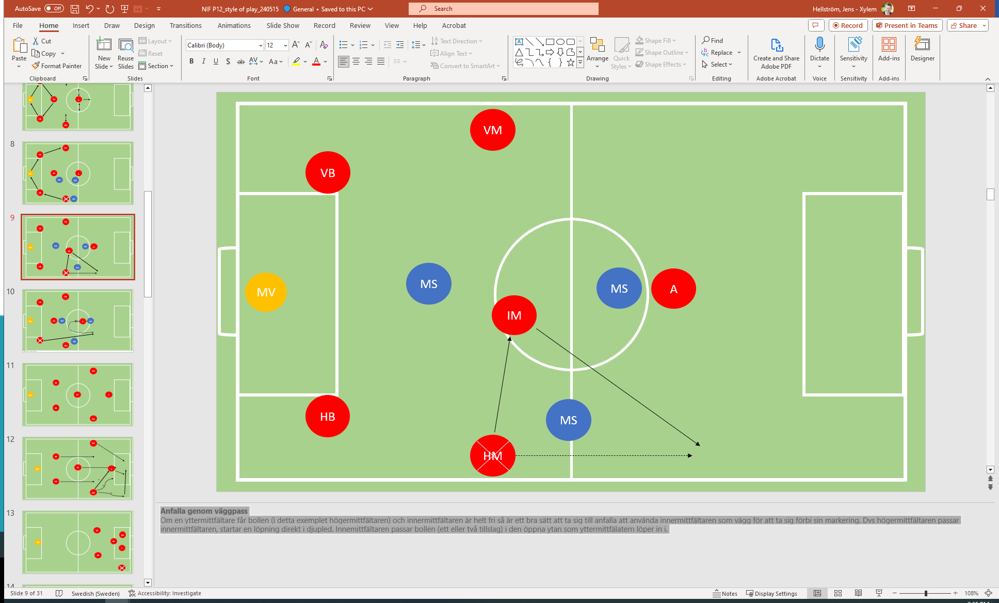 AutoSave Off NIF P12_style of play_240515 General • Saved to this PC Search Hellström, Jens - Xylem
File Home Insert Draw Design Transitions Animations Slide Show Record Review View Help Acrobat Record Present in Teams Share
Paste Cut Copy Format Painter
Clipboard
New Slide Reuse Slides Layout Reset Section
Slides
Calibri (Body) 12
B I U S ab AV Aa A
Font
Text Direction
Align Text
Convert to SmartArt
Paragraph
Arrange Quick Styles Shape Fill Shape Outline Shape Effects
Drawing
Find
Replace
Select
Editing
Create and Share Adobe PDF
Adobe Acrobat
Dictate
Voice
Sensitivity
Sensitivity
Add-ins
Add-ins
Designer
8
9
10
11
12
13
VM
VB
MV
MS
MS
A
IM
HB
MS
HM
Anfalla genom väggpass
Om en yttermittfältare får bollen (i detta exemplet högermittfältaren) och innermittfältaren är helt fri så är ett bra sätt att ta sig till anfalla att använda innermittfältaren som vägg för att ta sig förbi sin markering. Dvs högermittfältaren passar
innermittfältaren, startar en löpning direkt i djupled. Innemittfältaren passar bollen (ett eller två tillslag) i den öppna ytan som yttermittfälatern löper in i.
Slide 9 of 31 Swedish (Sweden) Accessibility: Investigate Notes Display Settings 108%